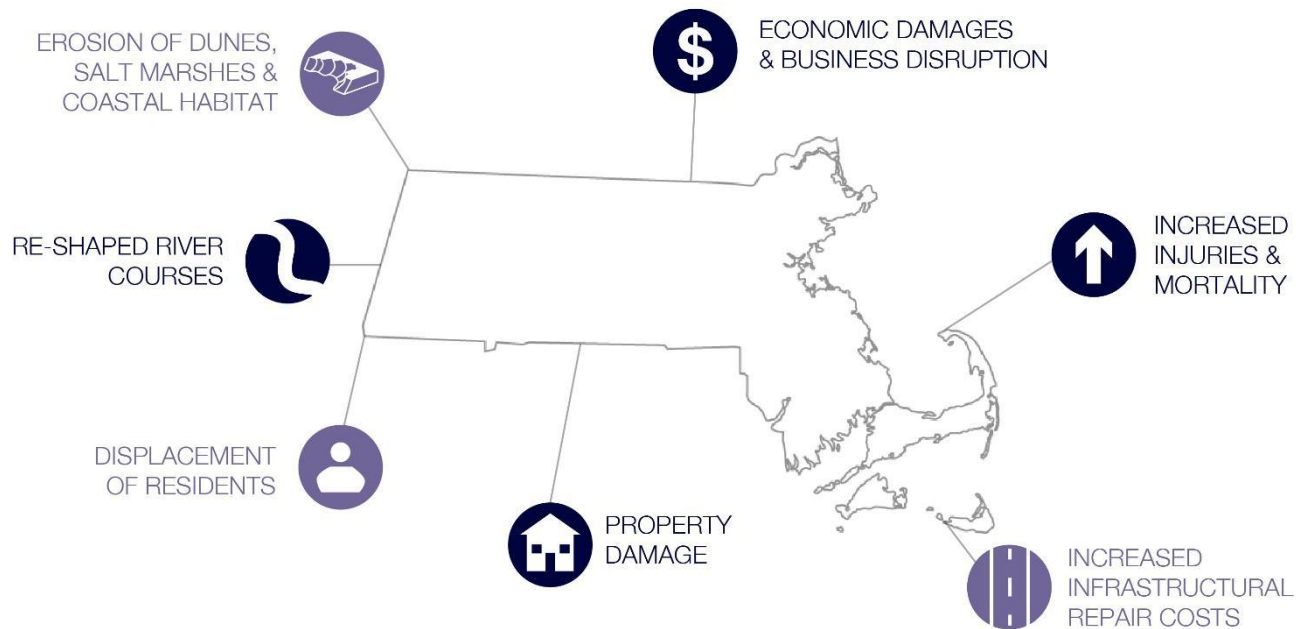 EROSION OF DUNES,
SALT MARSHES &
COASTAL HABITAT
$
ECONOMIC DAMAGES
& BUSINESS DISRUPTION
RE-SHAPED RIVER
COURSES
INCREASED
INJURIES &
MORTALITY
DISPLACEMENT
OF RESIDENTS
PROPERTY
DAMAGE
INCREASED
INFRASTRUCTURAL
REPAIR COSTS